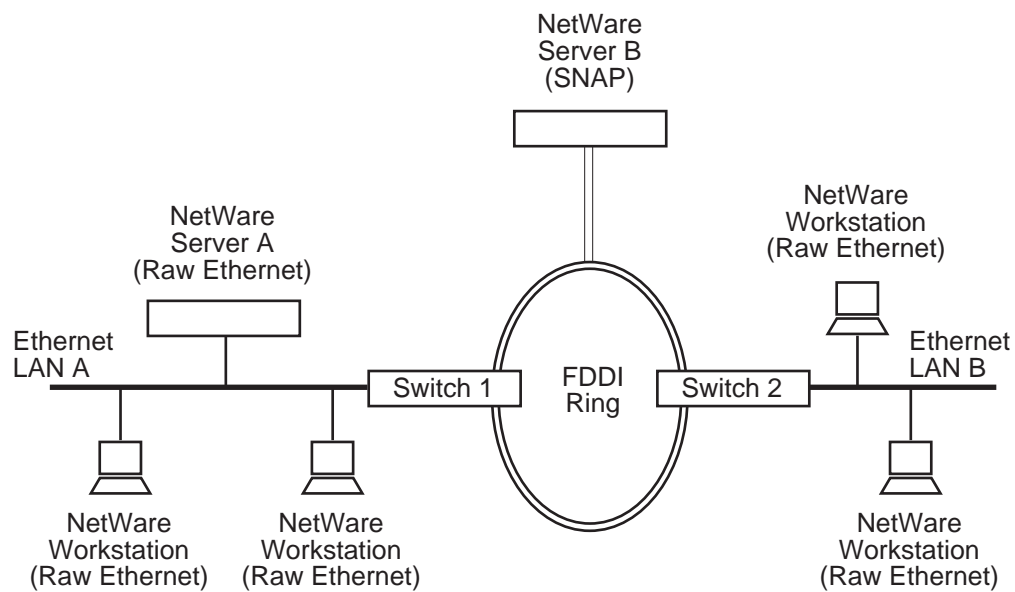 NetWare
Server B
(SNAP)
NetWare
Server A
(Raw Ethernet)
NetWare
Workstation
(Raw Ethernet)
Ethernet
LAN A
Ethernet
LAN B
Switch 1
FDDI
Ring
Switch 2
NetWare
Workstation
(Raw Ethernet)
NetWare
Workstation
(Raw Ethernet)
NetWare
Workstation
(Raw Ethernet)